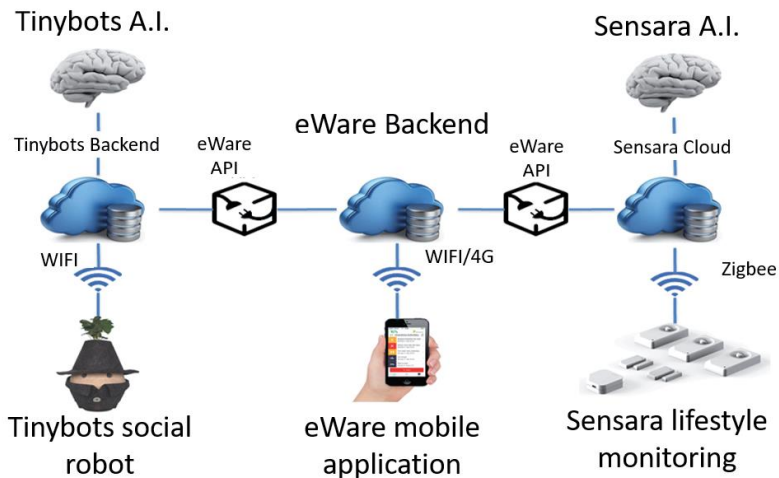 Tinybots A.I.
Sensara A.I.
eWare Backend
Tinybots Backend
eWare
API
eWare
API
Sensara Cloud
WIFI
WIFI/4G
Zigbee
Tinybots social
robot
eWare mobile
application
Sensara lifestyle
monitoring